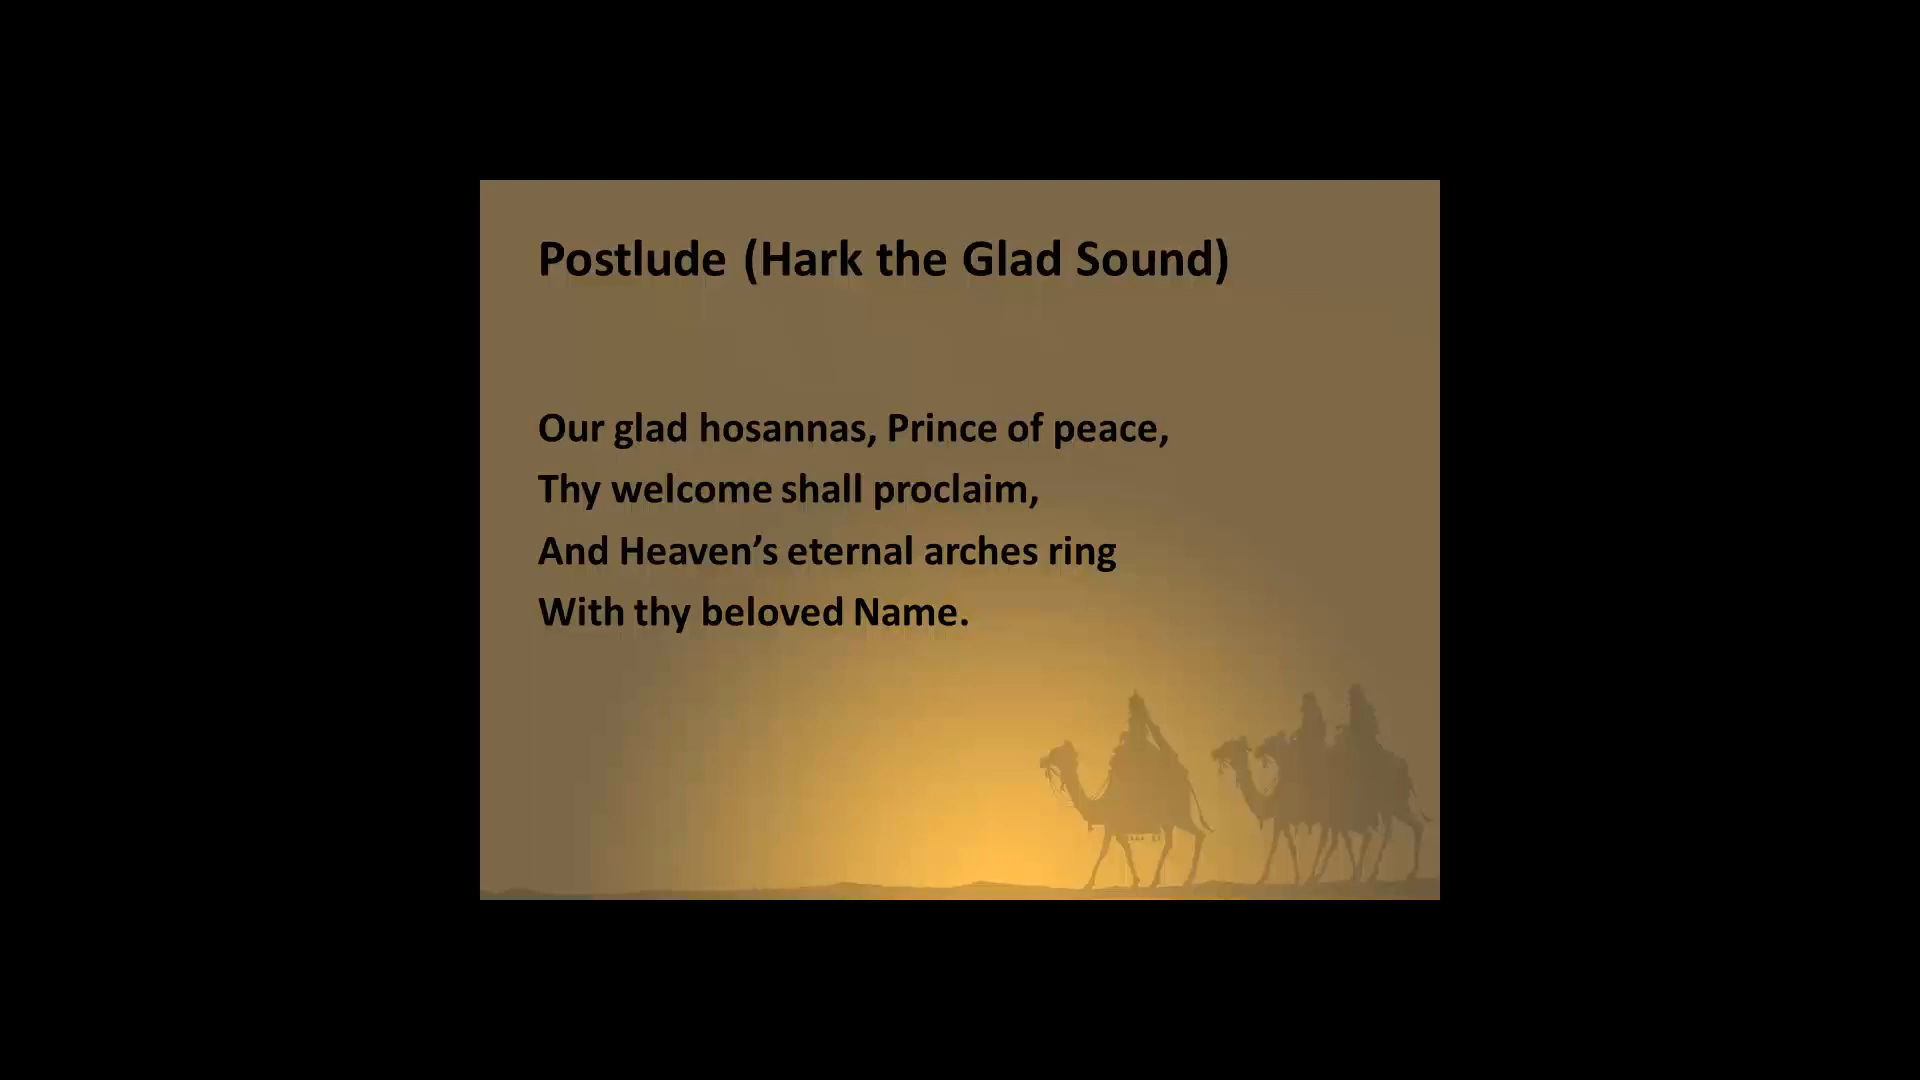 Postlude (Hark the Glad Sound)
Our glad hosannas, Prince of peace,
Thy welcome shall proclaim,
And Heaven’s eternal arches ring
With thy beloved Name.